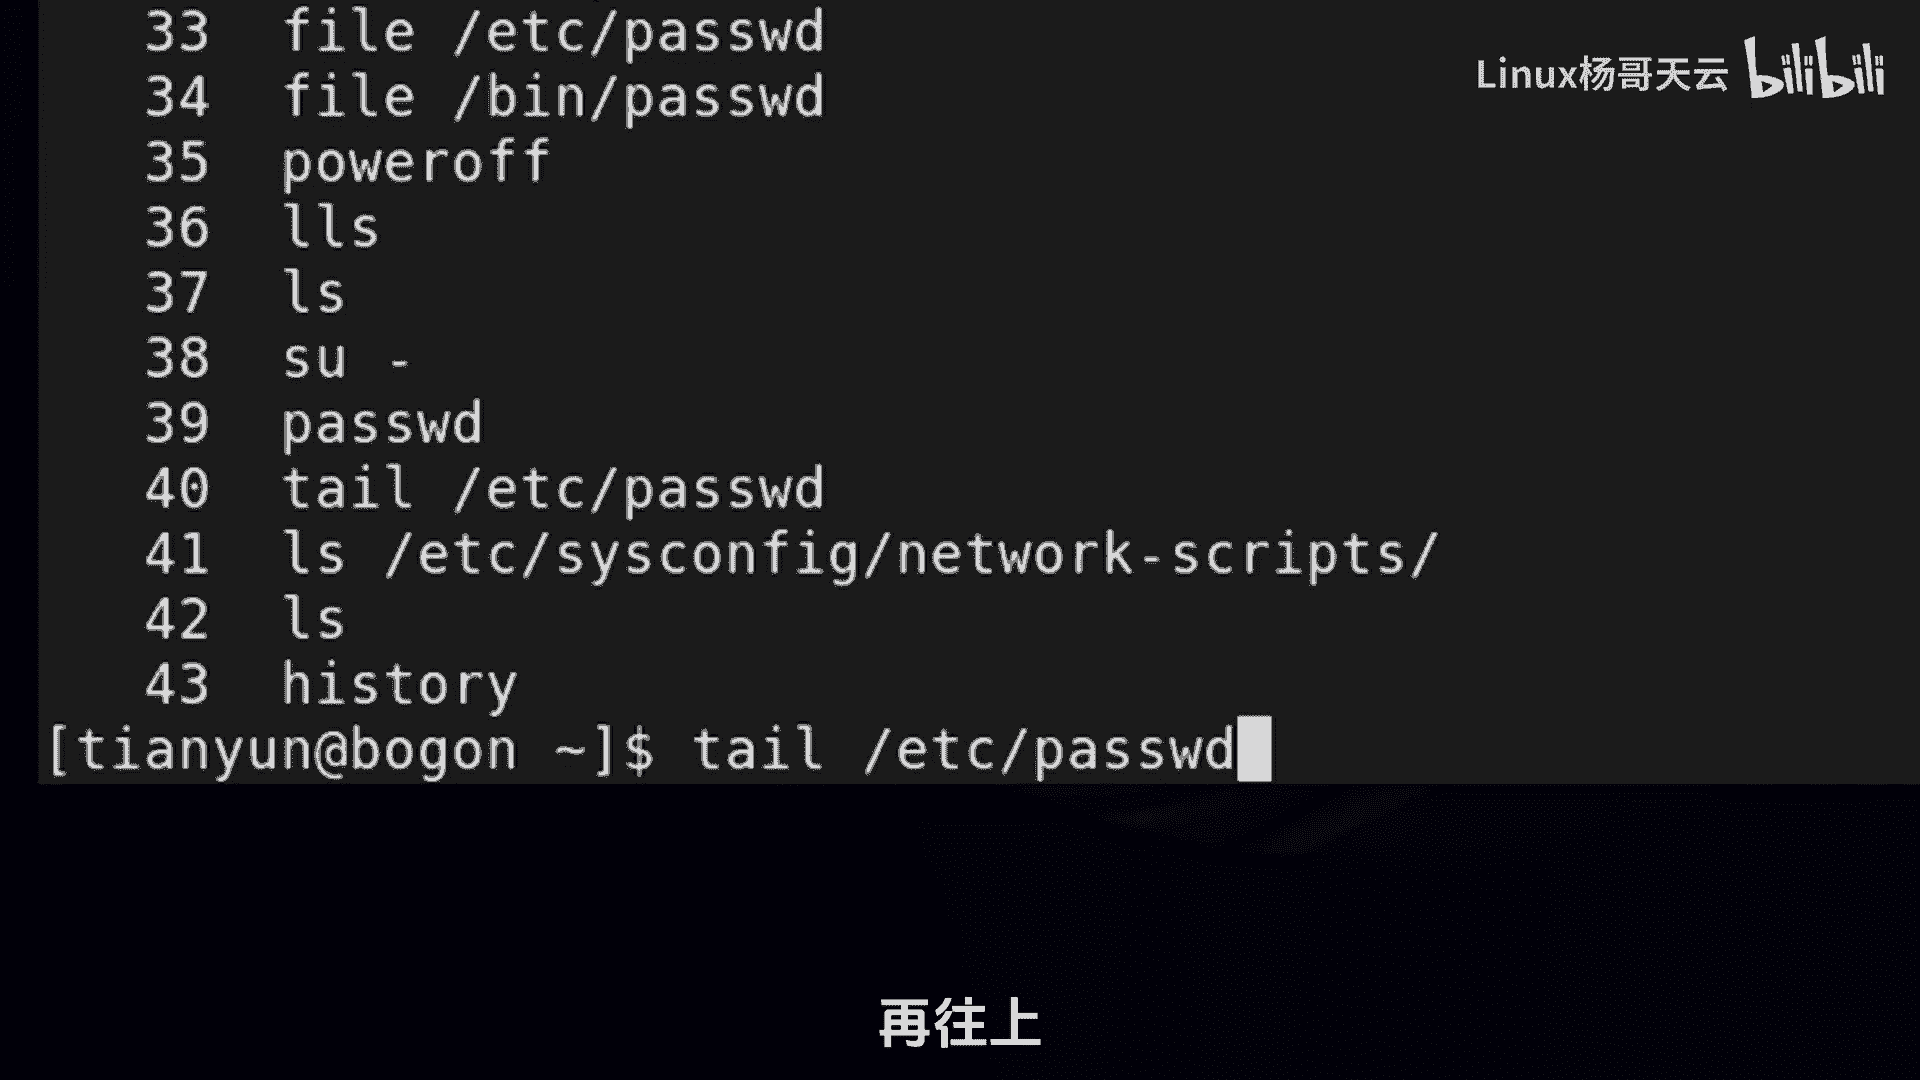 33  file /etc/passwd
Linux杨哥天云 bilibili
34  file /bin/passwd
35  poweroff
36  lls
37  ls
38  su -
39  passwd
40  tail /etc/passwd
41  ls /etc/sysconfig/network-scripts/
42  ls
43  history
[tianyun@bogon ~]$ tail /etc/passwd
再往上